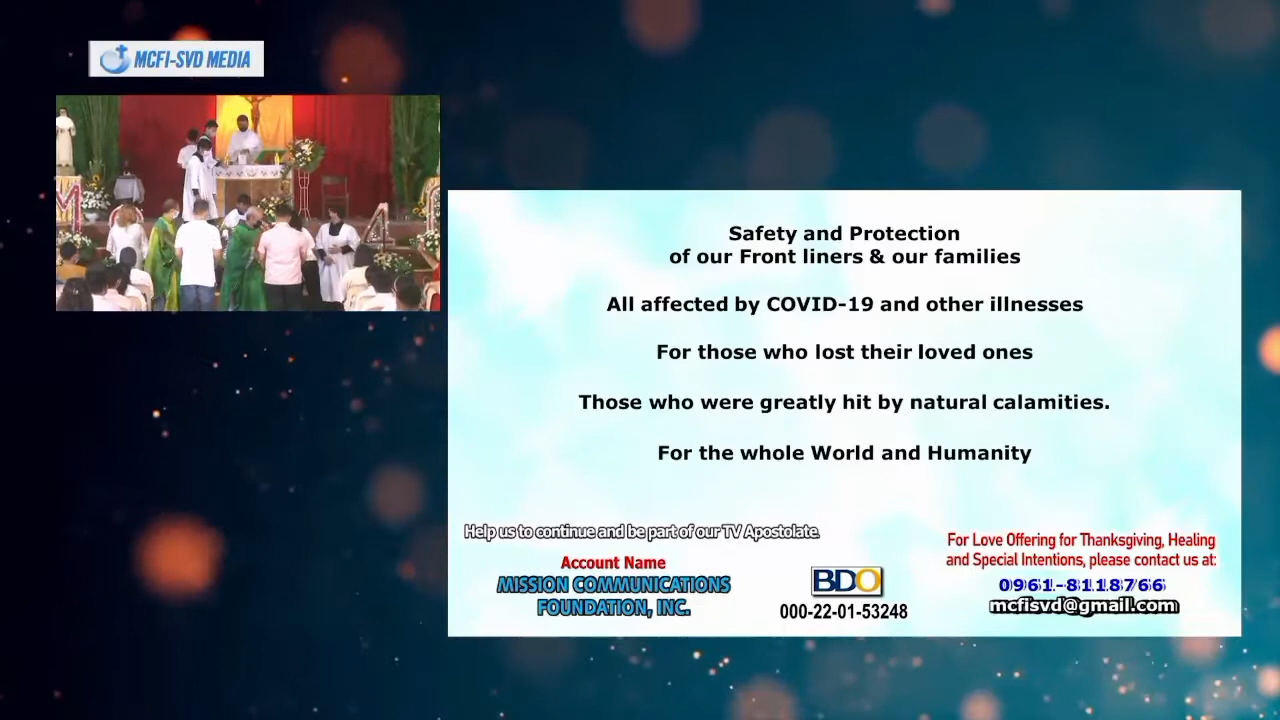 MCFI-SVD MEDIA
Safety and Protection
of our Front liners & our families
All affected by COVID-19 and other illnesses
For those who lost their loved ones
Those who were greatly hit by natural calamities.
For the whole World and Humanity
Help us to continue and be part of our TV Apostolate.
Account Name
MISSION COMMUNICATIONS
FOUNDATION, INC.
BDO
000-22-01-53248
For Love Offering for Thanksgiving, Healing
and Special Intentions, please contact us at:
0961-8118766
mcfisvd@gmail.com